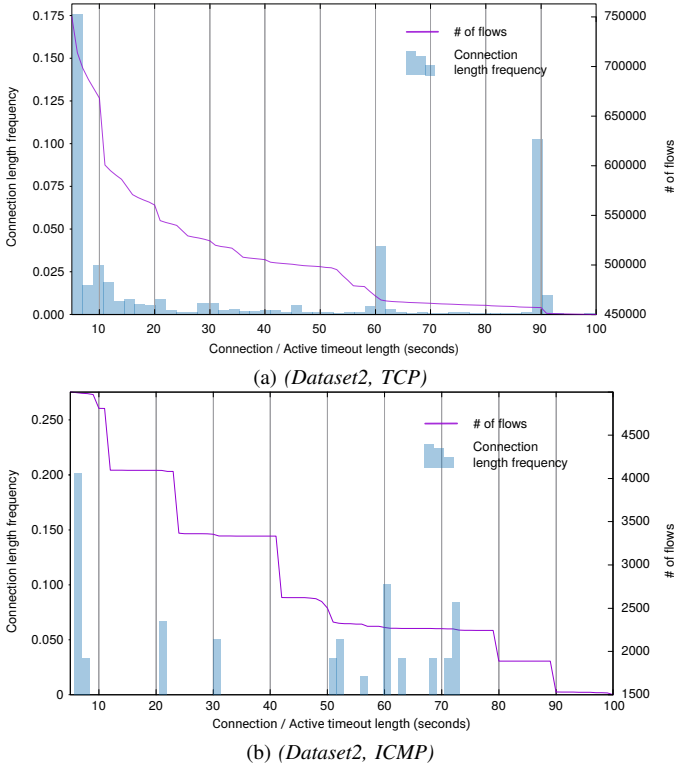 0.175
0.150
0.125
0.100
0.075
0.050
0.025
0.000
Connection length frequency
# of flows
Connection
length frequency
750000
700000
650000
600000
550000
500000
450000
# of flows
10 20 30 40 50 60 70 80 90 100
Connection / Active timeout length (seconds)
(a) (Dataset2, TCP)
0.250
0.200
0.150
0.100
0.050
0
Connection length frequency
# of flows
Connection
length frequency
4500
4000
3500
3000
2500
2000
1500
# of flows
10 20 30 40 50 60 70 80 90 100
Connection / Active timeout length (seconds)
(b) (Dataset2, ICMP)